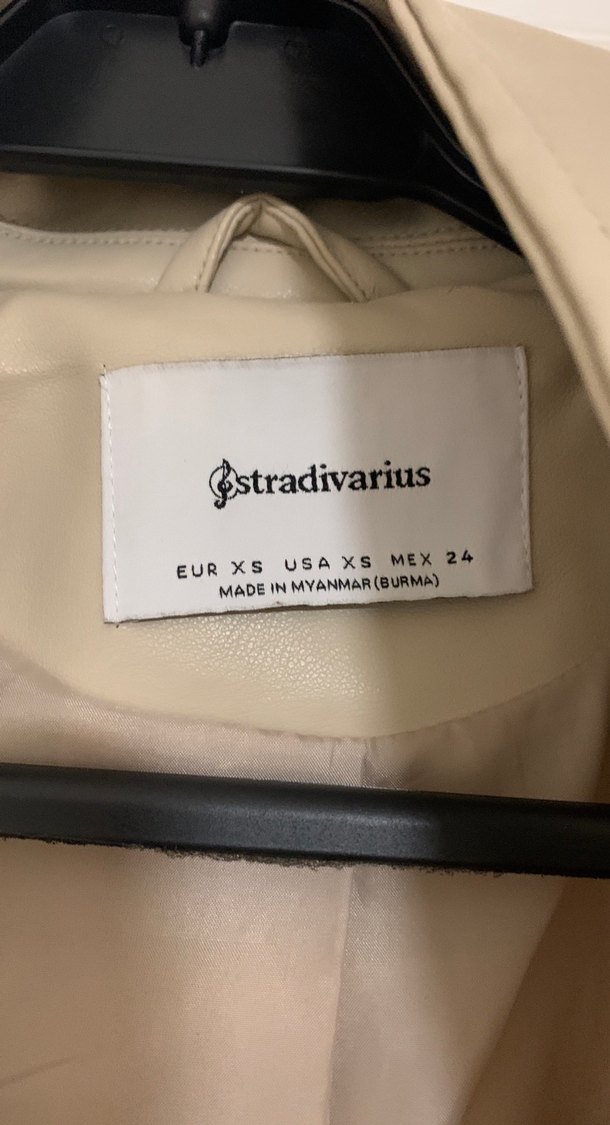 stradivarius
EUR XS USA XS MEX 24
MADE IN MYANMAR (BURMA)